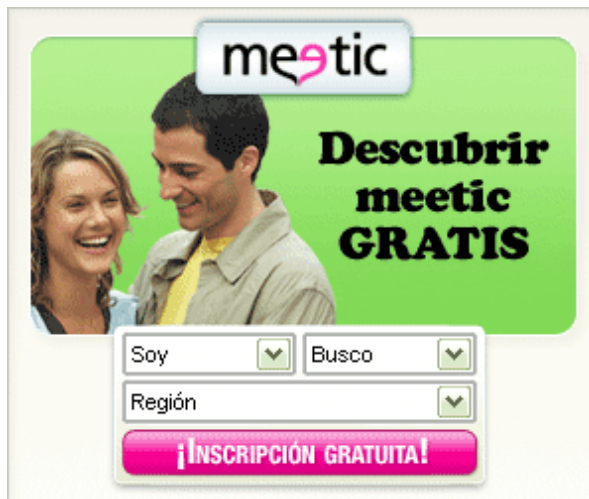 meetic
Descubrir
meetic
GRATIS
Soy
Busco
Región
¡INSCRIPCIÓN GRATUITA!